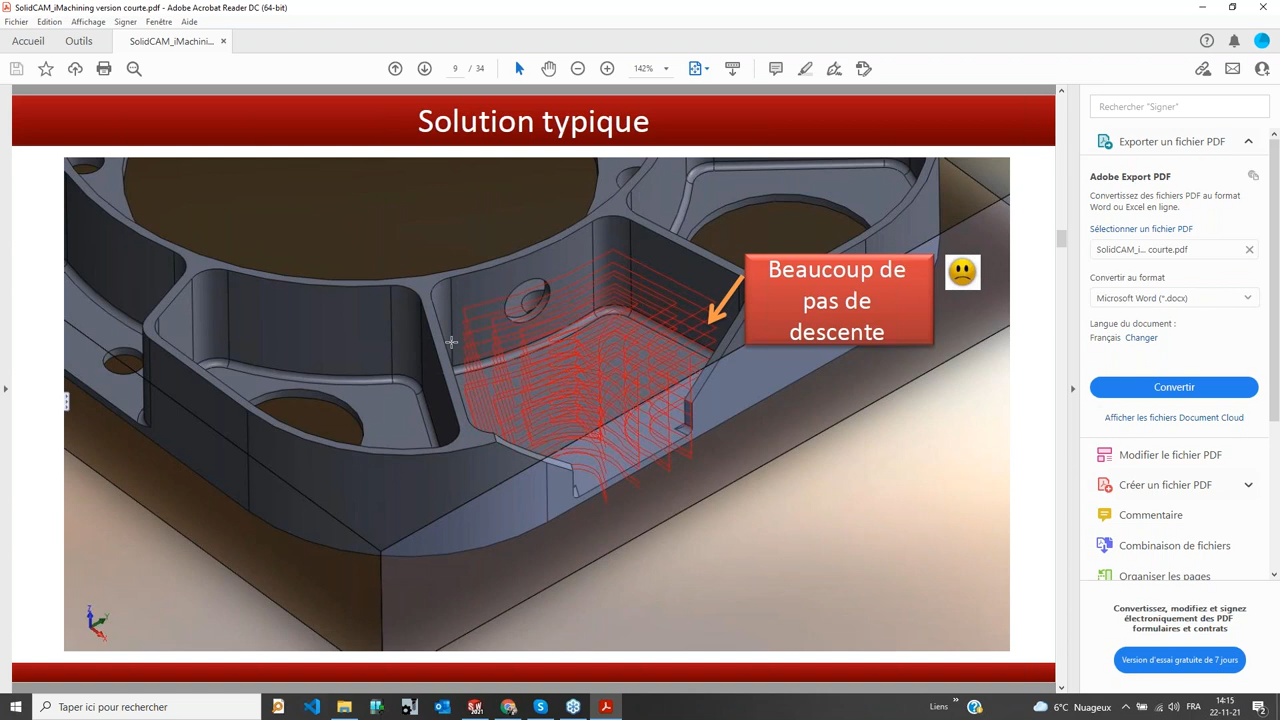 SolidCAM_iMachining version courte.pdf - Adobe Acrobat Reader DC (64-bit)
Fichier Edition Affichage Signer Fenêtre Aide
Accueil Outils SolidCAM_iMachini... ×
9 / 34 142%
Solution typique
Beaucoup de
pas de
descente
Z
Y
X
Rechercher "Signer"
Exporter un fichier PDF
Adobe Export PDF
Convertissez des fichiers PDF au format
Word ou Excel en ligne.
Sélectionner un fichier PDF
SolidCAM_i... courte.pdf
Convertir au format
Microsoft Word (*.docx)
Langue du document :
Français Changer
Convertir
Afficher les fichiers Document Cloud
Modifier le fichier PDF
Créer un fichier PDF
Commentaire
Combinaison de fichiers
Organiser les pages
Convertissez, modifiez et signez
électroniquement des PDF
formulaires et contrats
Version d'essai gratuite de 7 jours
Taper ici pour rechercher
Liens
6°C Nuageux
FRA
14:15
22-11-21